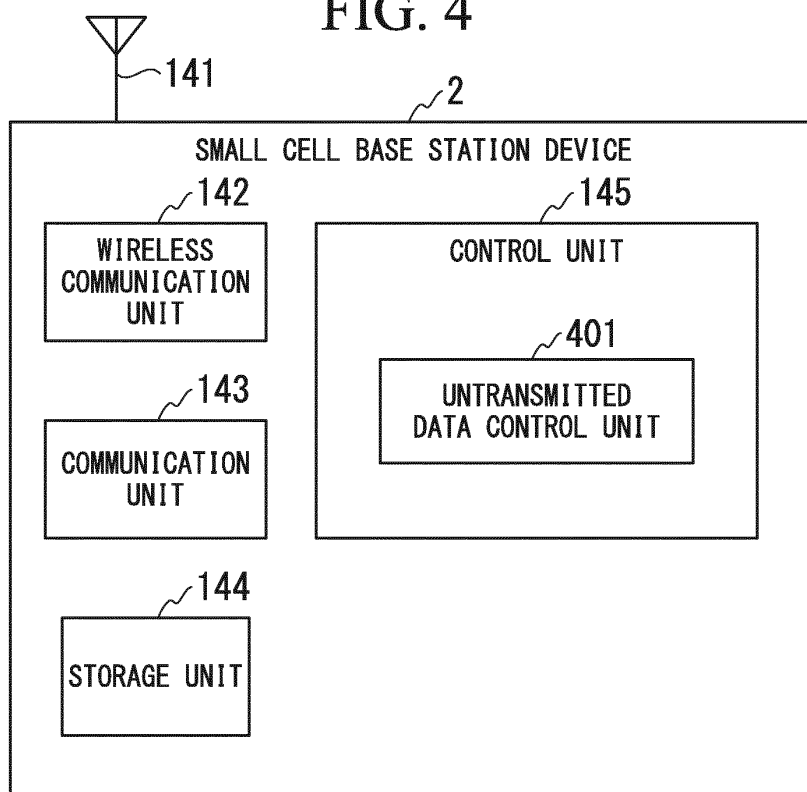 FIG. 4
141
2
SMALL CELL BASE STATION DEVICE
142
145
WIRELESS
COMMUNICATION
UNIT
CONTROL UNIT
401
UNTRANSMITTED
DATA CONTROL UNIT
143
COMMUNICATION
UNIT
144
STORAGE UNIT